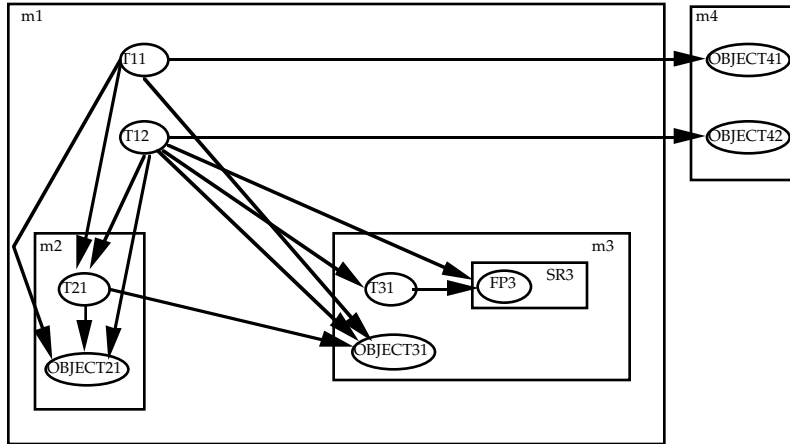 m1
m4
T11
OBJECT41
T12
OBJECT42
m2
m3
T21
T31
FP3
SR3
OBJECT21
OBJECT31